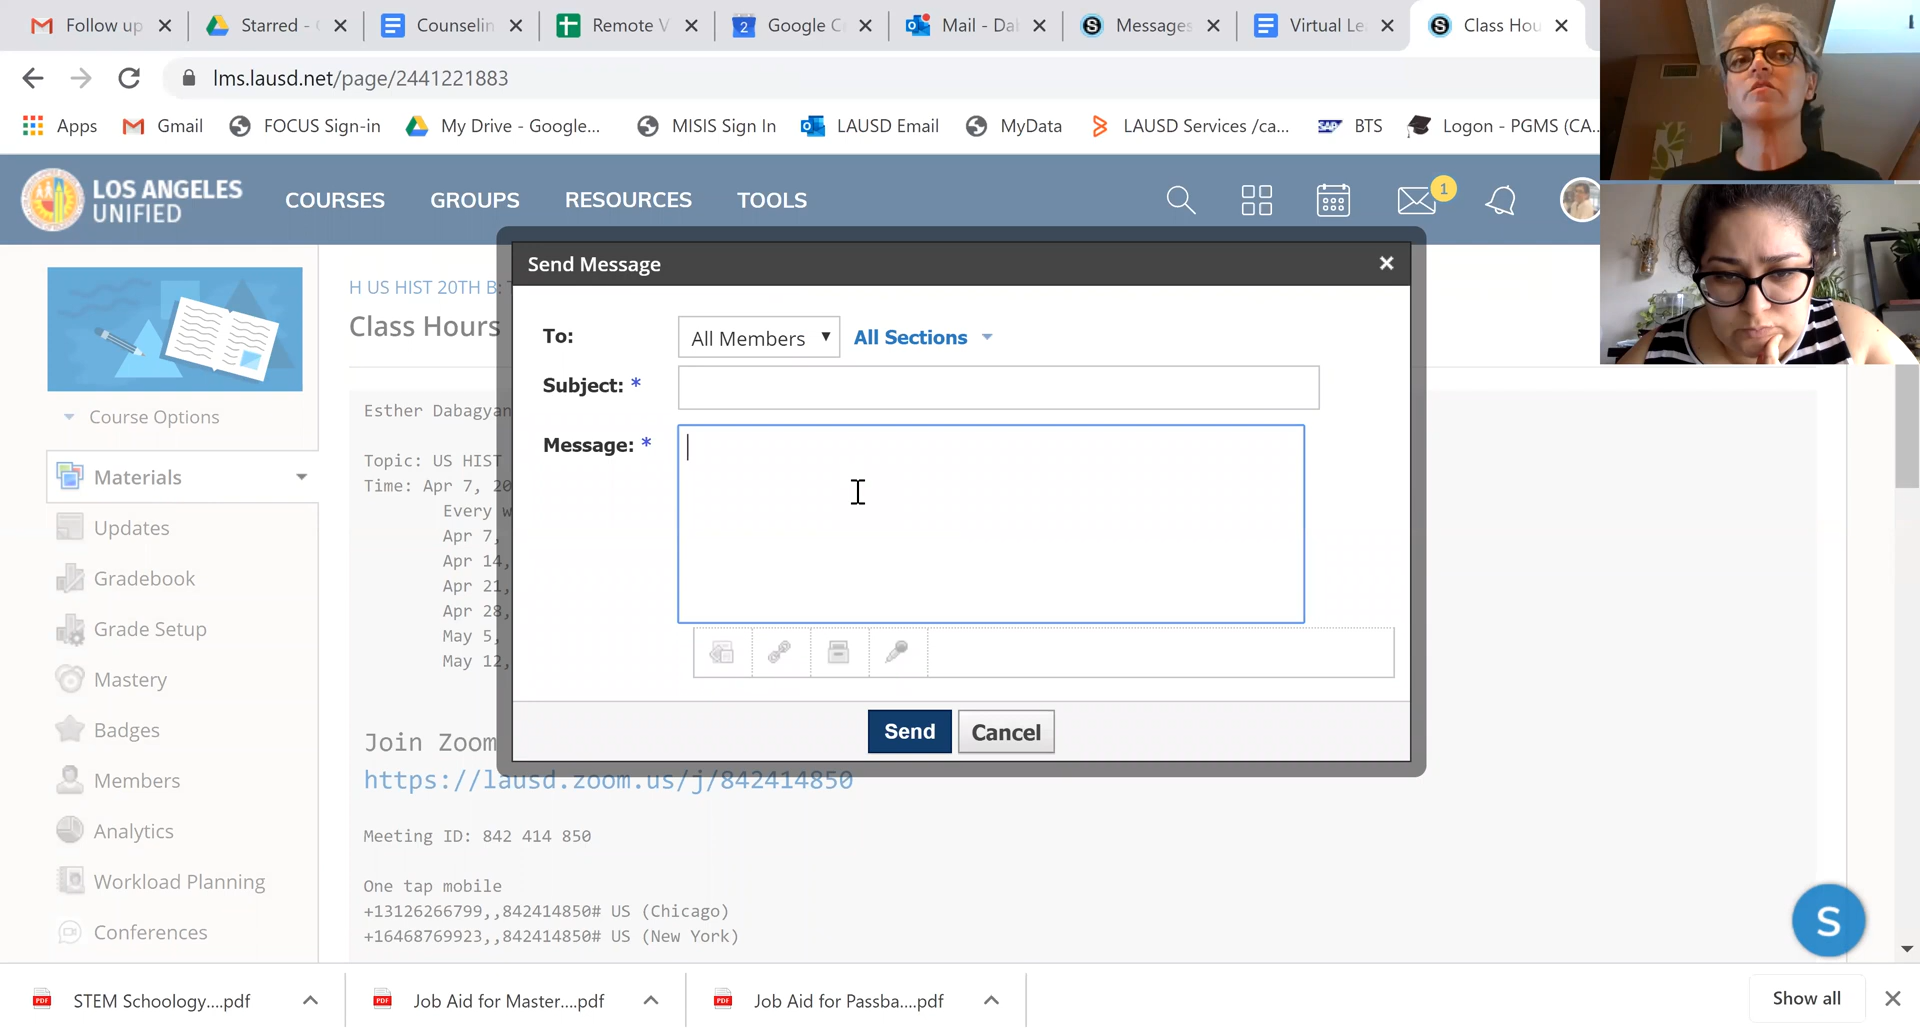 Follow up
Starred -
Counselin
Remote V
2
Google C
Mail - Da
Messages
Virtual Le
Class Hou
lms.lausd.net/page/2441221883
Apps
Gmail
FOCUS Sign-in
My Drive - Google...
MISIS Sign In
LAUSD Email
MyData
LAUSD Services /ca...
SAP
BTS
Logon - PGMS (CA...
LOS ANGELES
UNIFIED
COURSES
GROUPS
RESOURCES
TOOLS
1
Send Message
To:
All Members
All Sections
Subject: *
Message: *
Send
Cancel
Course Options
Materials
Updates
Gradebook
Grade Setup
Mastery
Badges
Members
Analytics
Workload Planning
Conferences
H US HIST 20TH B:
Class Hours
Esther Dabagyan
Topic: US HIST
Time: Apr 7, 20
Every w
Apr 7,
Apr 14,
Apr 21,
Apr 28,
May 5,
May 12,
Join Zoom
https://lausd.zoom.us/j/842414850
Meeting ID: 842 414 850
One tap mobile
+13126266799,,842414850# US (Chicago)
+16468769923,,842414850# US (New York)
S
PDF
STEM Schoology....pdf
PDF
Job Aid for Master....pdf
PDF
Job Aid for Passba....pdf
Show all